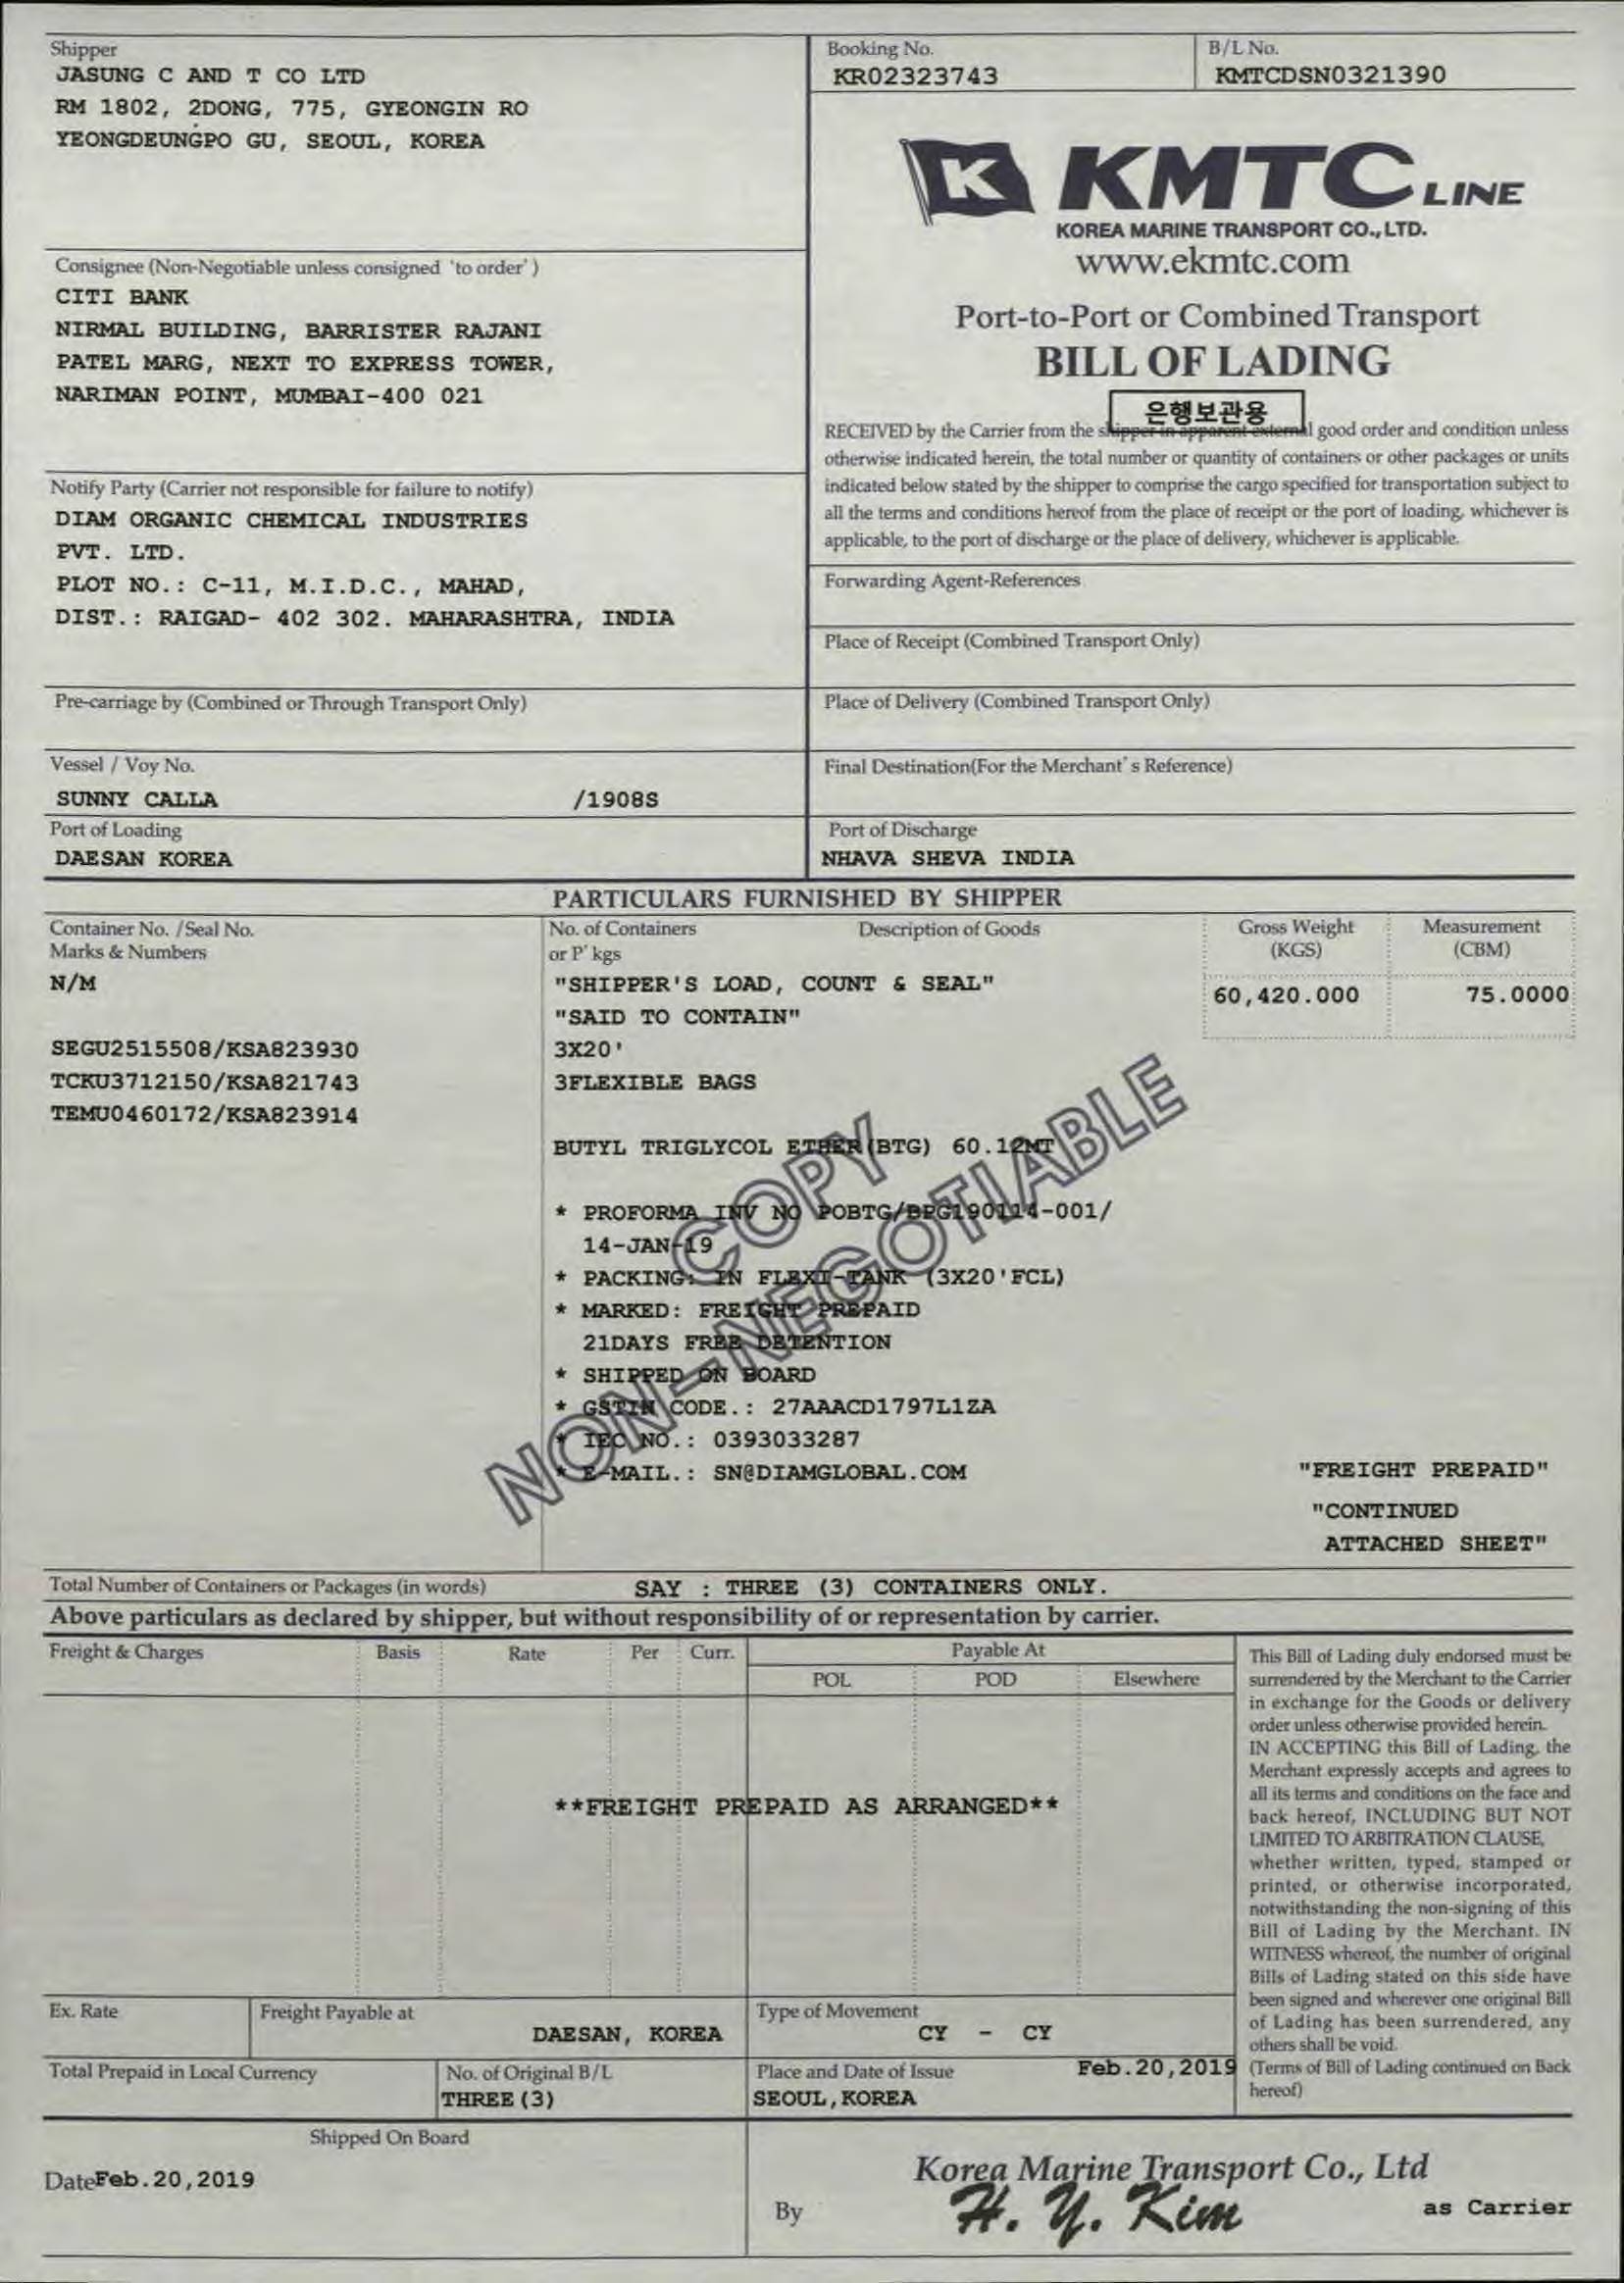 Shipper
JASUNG C AND T CO LTD
RM 1802, 2DONG, 775, GYEONGIN RO
YEONGDEUNGPO GU, SEOUL, KOREA
Booking No.
KR02323743
B/L No.
KMTCDSN0321390
K KMTC LINE
KOREA MARINE TRANSPORT CO., LTD.
www.ekmtc.com
Port-to-Port or Combined Transport
BILL OF LADING
은행보관용
Consignee (Non-Negotiable unless consigned 'to order')
CITI BANK
NIRMAL BUILDING, BARRISTER RAJANI
PATEL MARG, NEXT TO EXPRESS TOWER,
NARIMAN POINT, MUMBAI-400 021
RECEIVED by the Carrier from the shipper in apparent external good order and condition unless
otherwise indicated herein, the total number or quantity of containers or other packages or units
indicated below stated by the shipper to comprise the cargo specified for transportation subject to
all the terms and conditions hereof from the place of receipt or the port of loading, whichever is
applicable, to the port of discharge or the place of delivery, whichever is applicable.
Notify Party (Carrier not responsible for failure to notify)
DIAM ORGANIC CHEMICAL INDUSTRIES
PVT. LTD.
PLOT NO.: C-11, M.I.D.C., MAHAD,
DIST.: RAIGAD- 402 302. MAHARASHTRA, INDIA
Forwarding Agent-References
Place of Receipt (Combined Transport Only)
Pre-carriage by (Combined or Through Transport Only)
Place of Delivery (Combined Transport Only)
Vessel / Voy No.
SUNNY CALLA /1908S
Final Destination(For the Merchant's Reference)
Port of Loading
DAESAN KOREA
Port of Discharge
NHAVA SHEVA INDIA
PARTICULARS FURNISHED BY SHIPPER
Container No. /Seal No.
Marks & Numbers
No. of Containers
or P'kgs
Description of Goods
Gross Weight
(KGS)
Measurement
(CBM)
N/M
SEGU2515508/KSA823930
TCKU3712150/KSA821743
TEMU0460172/KSA823914
"SHIPPER'S LOAD, COUNT & SEAL"
"SAID TO CONTAIN"
3X20'
3FLEXIBLE BAGS
60,420.000
75.0000
BUTYL TRIGLYCOL ETHER(BTG) 60.12MT
* PROFORMA INV NO POBTG/BPG190114-001/
14-JAN-19
* PACKING: IN FLEXI-TANK (3X20'FCL)
* MARKED: FREIGHT PREPAID
21DAYS FREE DETENTION
* SHIPPED ON BOARD
* GSTIN CODE.: 27AAACD1797L1ZA
* IEC NO.: 0393033287
* E-MAIL.: SN@DIAMGLOBAL.COM
COPY
NON-NEGOTIABLE
"FREIGHT PREPAID"
"CONTINUED
ATTACHED SHEET"
Total Number of Containers or Packages (in words)
SAY : THREE (3) CONTAINERS ONLY.
Above particulars as declared by shipper, but without responsibility of or representation by carrier.
Freight & Charges
Basis
Rate
Per
Curr.
Payable At
POL
POD
Elsewhere
**FREIGHT PREPAID AS ARRANGED**
This Bill of Lading duly endorsed must be
surrendered by the Merchant to the Carrier
in exchange for the Goods or delivery
order unless otherwise provided herein.
IN ACCEPTING this Bill of Lading, the
Merchant expressly accepts and agrees to
all its terms and conditions on the face and
back hereof, INCLUDING BUT NOT
LIMITED TO ARBITRATION CLAUSE,
whether written, typed, stamped or
printed, or otherwise incorporated,
notwithstanding the non-signing of this
Bill of Lading by the Merchant. IN
WITNESS whereof, the number of original
Bills of Lading stated on this side have
been signed and wherever one original Bill
of Lading has been surrendered, any
others shall be void.
(Terms of Bill of Lading continued on Back
hereof)
Ex. Rate
Freight Payable at
DAESAN, KOREA
Type of Movement
CY - CY
Total Prepaid in Local Currency
No. of Original B/L
THREE (3)
Place and Date of Issue
Feb.20,2019
SEOUL, KOREA
Shipped On Board
Date Feb.20,2019
Korea Marine Transport Co., Ltd
By
H. Y. Kim
as Carrier